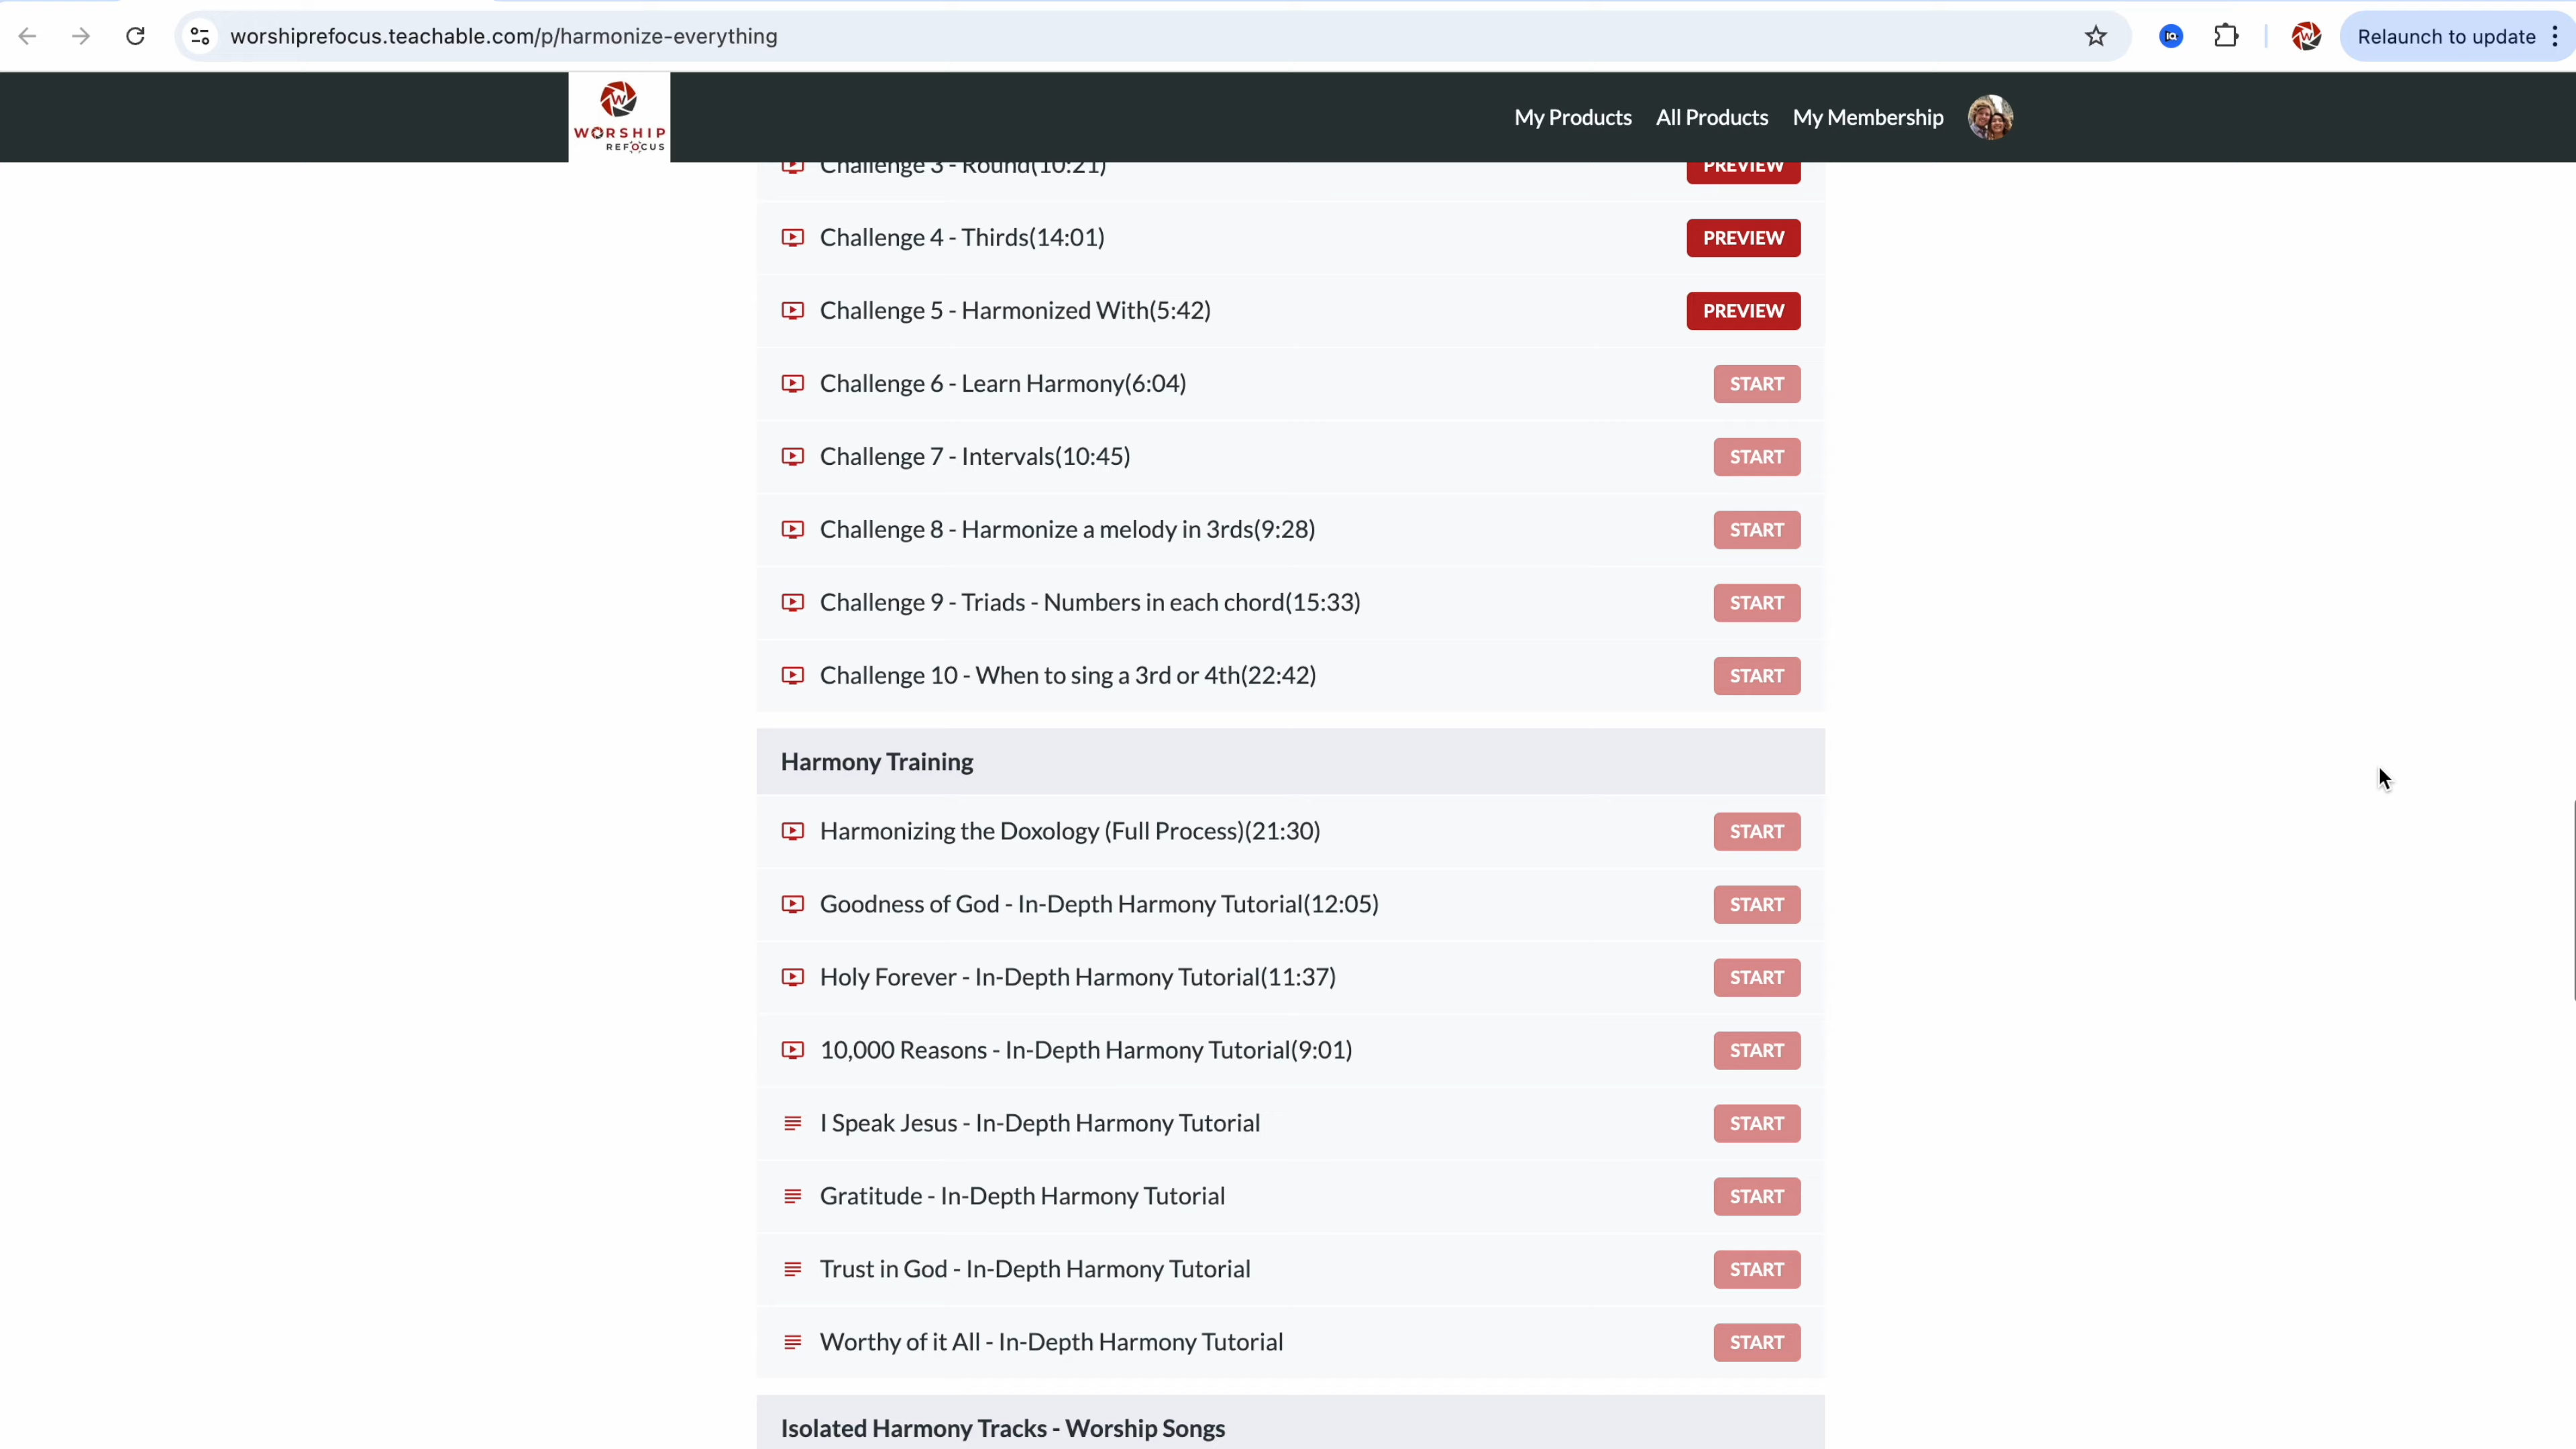 worshiprefocus.teachable.com/p/harmonize-everything
Relaunch to update
WORSHIP
REFOCUS
My Products
All Products
My Membership
Challenge 3 - Round(10:21)
PREVIEW
Challenge 4 - Thirds(14:01)
PREVIEW
Challenge 5 - Harmonized With(5:42)
PREVIEW
Challenge 6 - Learn Harmony(6:04)
START
Challenge 7 - Intervals(10:45)
START
Challenge 8 - Harmonize a melody in 3rds(9:28)
START
Challenge 9 - Triads - Numbers in each chord(15:33)
START
Challenge 10 - When to sing a 3rd or 4th(22:42)
START
Harmony Training
Harmonizing the Doxology (Full Process)(21:30)
START
Goodness of God - In-Depth Harmony Tutorial(12:05)
START
Holy Forever - In-Depth Harmony Tutorial(11:37)
START
10,000 Reasons - In-Depth Harmony Tutorial(9:01)
START
I Speak Jesus - In-Depth Harmony Tutorial
START
Gratitude - In-Depth Harmony Tutorial
START
Trust in God - In-Depth Harmony Tutorial
START
Worthy of it All - In-Depth Harmony Tutorial
START
Isolated Harmony Tracks - Worship Songs